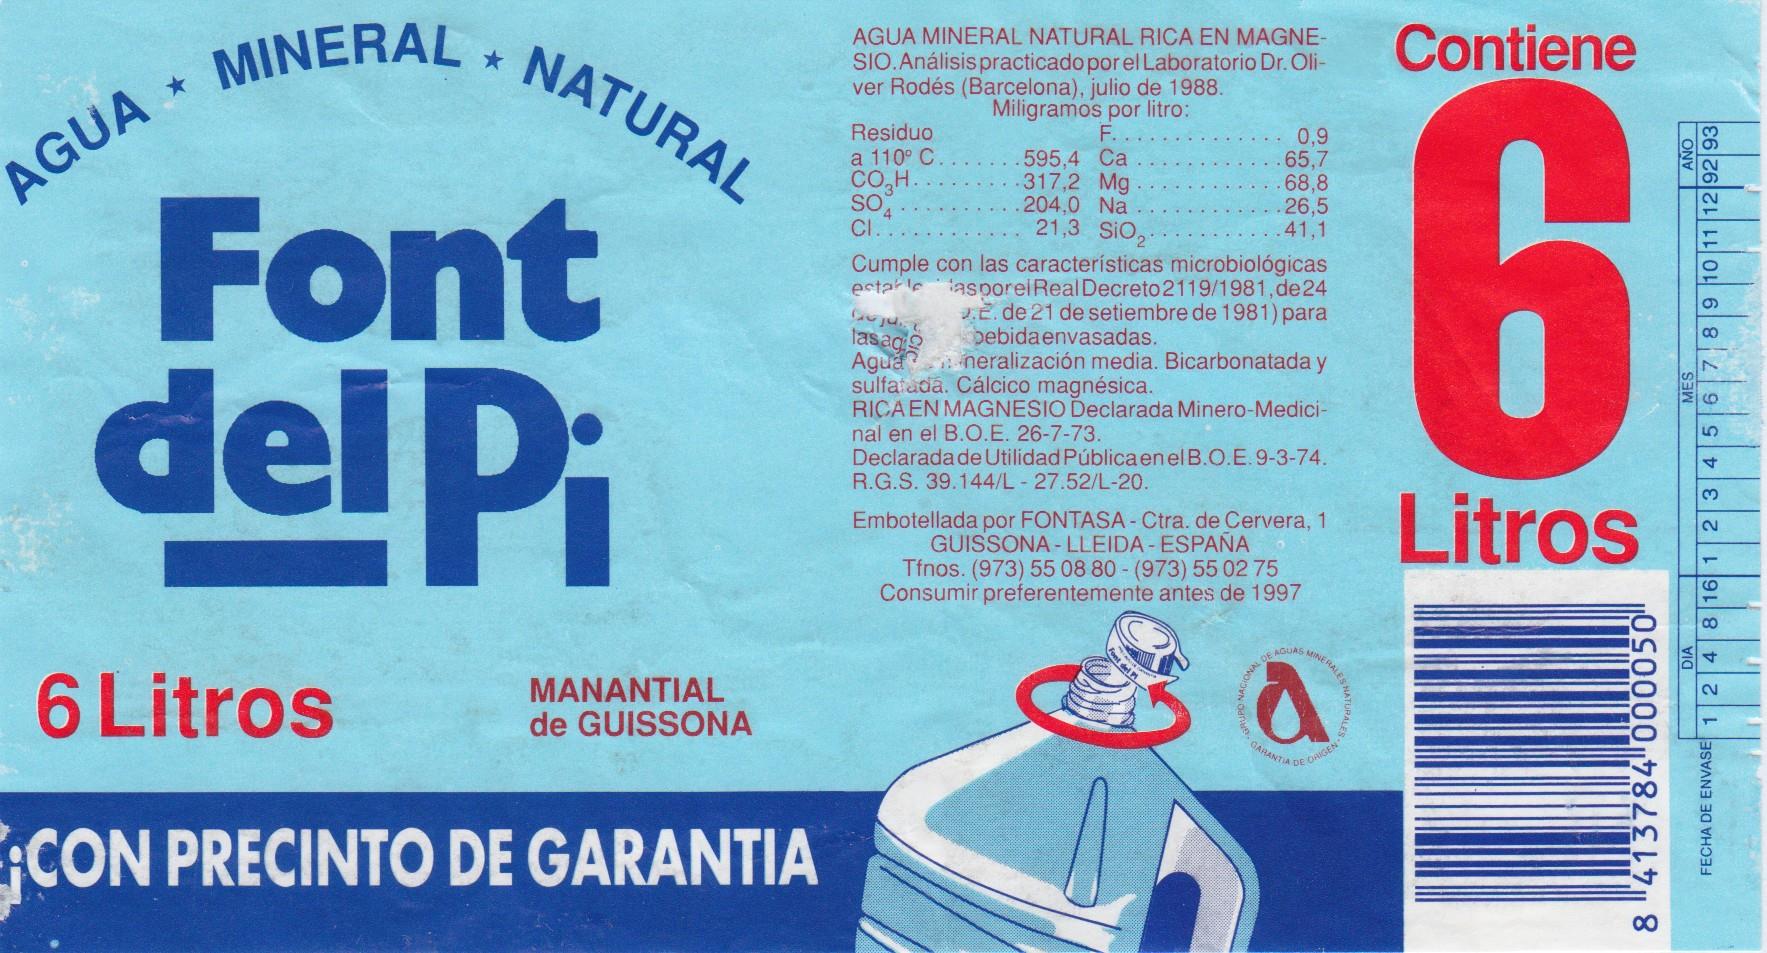 AGUA ★ MINERAL ★ NATURAL
Font
del Pi
6 Litros
MANANTIAL
de GUISSONA
¡CON PRECINTO DE GARANTIA
AGUA MINERAL NATURAL RICA EN MAGNE-
SIO. Análisis practicado por el Laboratorio Dr. Oli-
ver Rodés (Barcelona), julio de 1988.
Miligramos por litro:
Residuo
a 110º C........595,4
CO3H.........317,2
SO4..........204,0
Cl............ 21,3
F............... 0,9
Ca.............65,7
Mg.............68,8
Na.............26,5
SiO2...........41,1
Cumple con las características microbiológicas
por el Real Decreto 2119/1981, de 24
de 21 de setiembre de 1981) para
bebida envasadas.
Agua media. Bicarbonatada y
sulfatada. Cálcico magnésica.
RICA EN MAGNESIO Declarada Minero-Medici-
nal en el B.O.E. 26-7-73.
Declarada de Utilidad Pública en el B.O.E. 9-3-74.
R.G.S. 39.144/L - 27.52/L-20.
Embotellada por FONTASA - Ctra. de Cervera, 1
GUISSONA - LLEIDA - ESPAÑA
Tfnos. (973) 55 08 80 - (973) 55 02 75
Consumir preferentemente antes de 1997
Font del Pi
GRUPO NACIONAL DE AGUAS MINERALES NATURALES
- GARANTIA DE ORIGEN -
Contiene
6
Litros
8 413784 000050
FECHA DE ENVASE
DIA
1 2 4 8 16
MES
1 2 3 4 5 6 7 8 9 10 11 12
AÑO
92 93